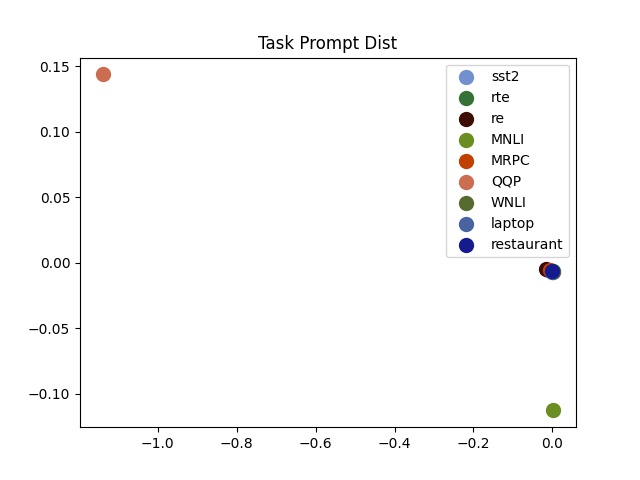 Task Prompt Dist
0.15
0.10
0.05
0.00
−0.05
−0.10
−1.0 −0.8 −0.6 −0.4 −0.2 0.0
sst2
rte
re
MNLI
MRPC
QQP
WNLI
laptop
restaurant